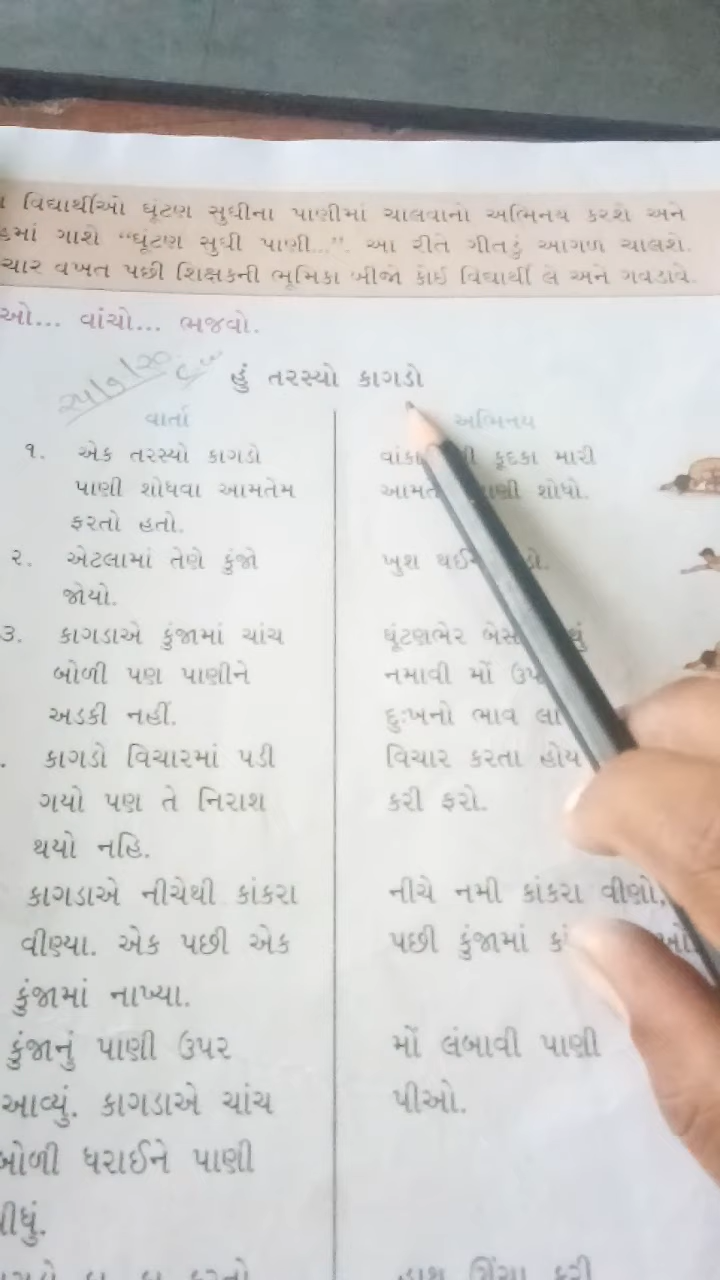 વિદ્યાર્થીઓ ઘૂંટણ સુધીના પાણીમાં ચાલવાનો અભિનય કરશે અને
ગાશે “ઘૂંટણ સુધી પાણી...”. આ રીતે ગીતડું આગળ ચાલશે.
ચાર વખત પછી શિક્ષકની ભૂમિકા બીજો કોઈ વિદ્યાર્થી લે અને ગવડાવે.
વાંચો... ભજવો.
હું તરસ્યો કાગડો
વાર્તા
૧. એક તરસ્યો કાગડો
પાણી શોધવા આમતેમ
ફરતો હતો.
૨. એટલામાં તેણે કુંજો
જોયો.
૩. કાગડાએ કુંજામાં ચાંચ
બોળી પણ પાણીને
અડકી નહીં.
કાગડો વિચારમાં પડી
ગયો પણ તે નિરાશ
થયો નહિ.
કાગડાએ નીચેથી કાંકરા
વીણ્યા. એક પછી એક
કુંજામાં નાખ્યા.
કુંજાનું પાણી ઉપર
આવ્યું. કાગડાએ ચાંચ
બોળી ધરાઈને પાણી
પીધું.
અભિનય
કૂદકા મારી
શોધો.
ખુશ
ઘૂંટણભેર
નમાવી મોં
દુઃખનો ભાવ
વિચાર કરતા હોય
કરી ફરો.
નીચે નમી કાંકરા વીણો,
પછી કુંજામાં
મોં લંબાવી પાણી
પીઓ.